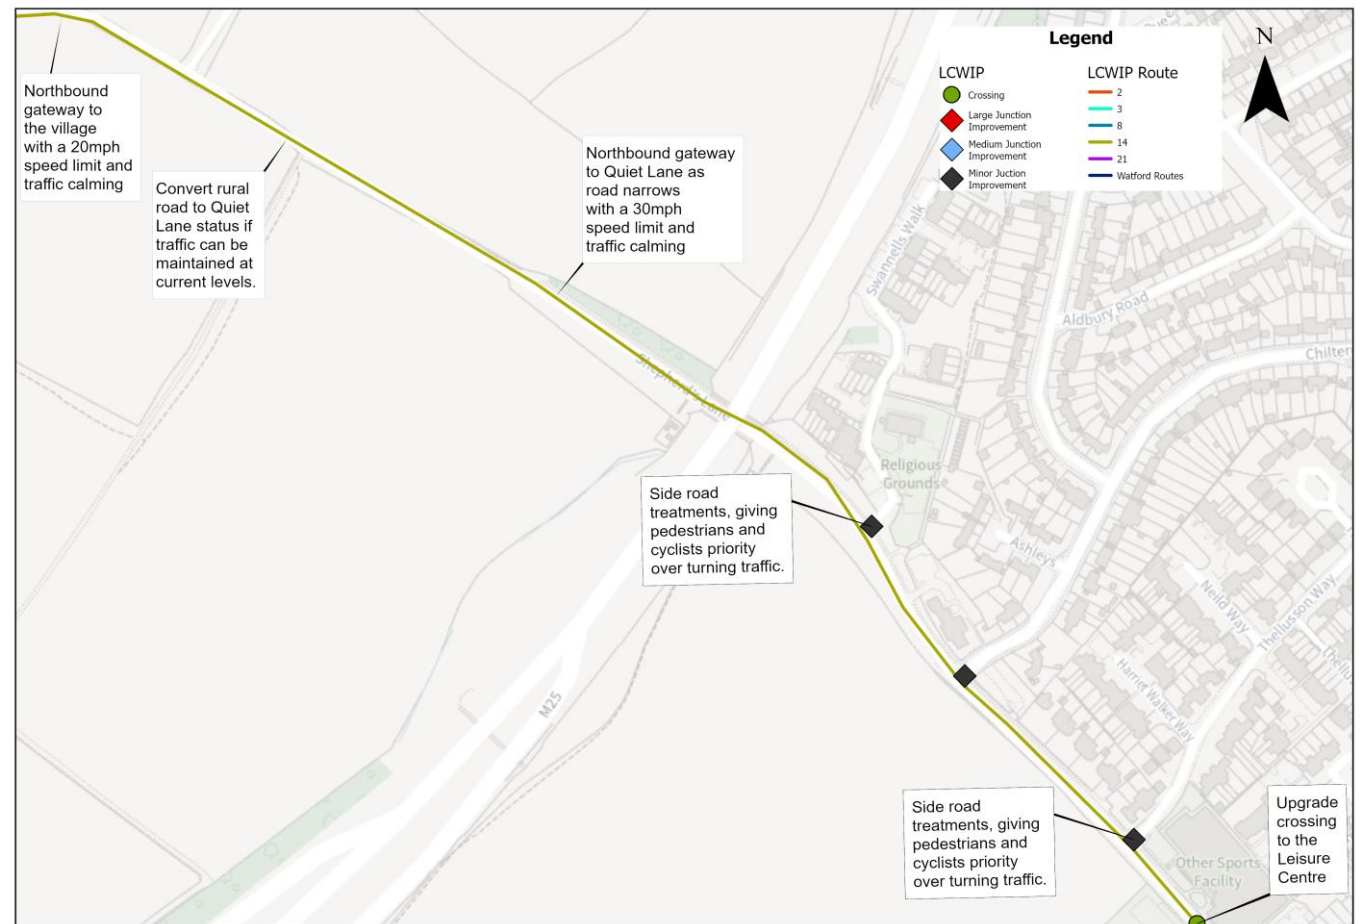 Legend
N
LCWIP
Crossing
Large Junction
Improvement
Medium Junction
Improvement
Minor Juction
Improvement
LCWIP Route
2
3
8
14
21
Watford Routes
Northbound
gateway to
the village
with a 20mph
speed limit and
traffic calming
Convert rural
road to Quiet
Lane status if
traffic can be
maintained at
current levels.
Northbound gateway
to Quiet Lane as
road narrows
with a 30mph
speed limit and
traffic calming
Swannells Walk
Aldbury Road
Chilter
Shepherd's Lane
Religious
Grounds
Side road
treatments, giving
pedestrians and
cyclists priority
over turning traffic.
Ashleys
Neild Way
Thellusson Way
Thellu
Harriet Walker Way
M25
Side road
treatments, giving
pedestrians and
cyclists priority
over turning traffic.
Upgrade
crossing
to the
Leisure
Centre
Other Sports
Facility